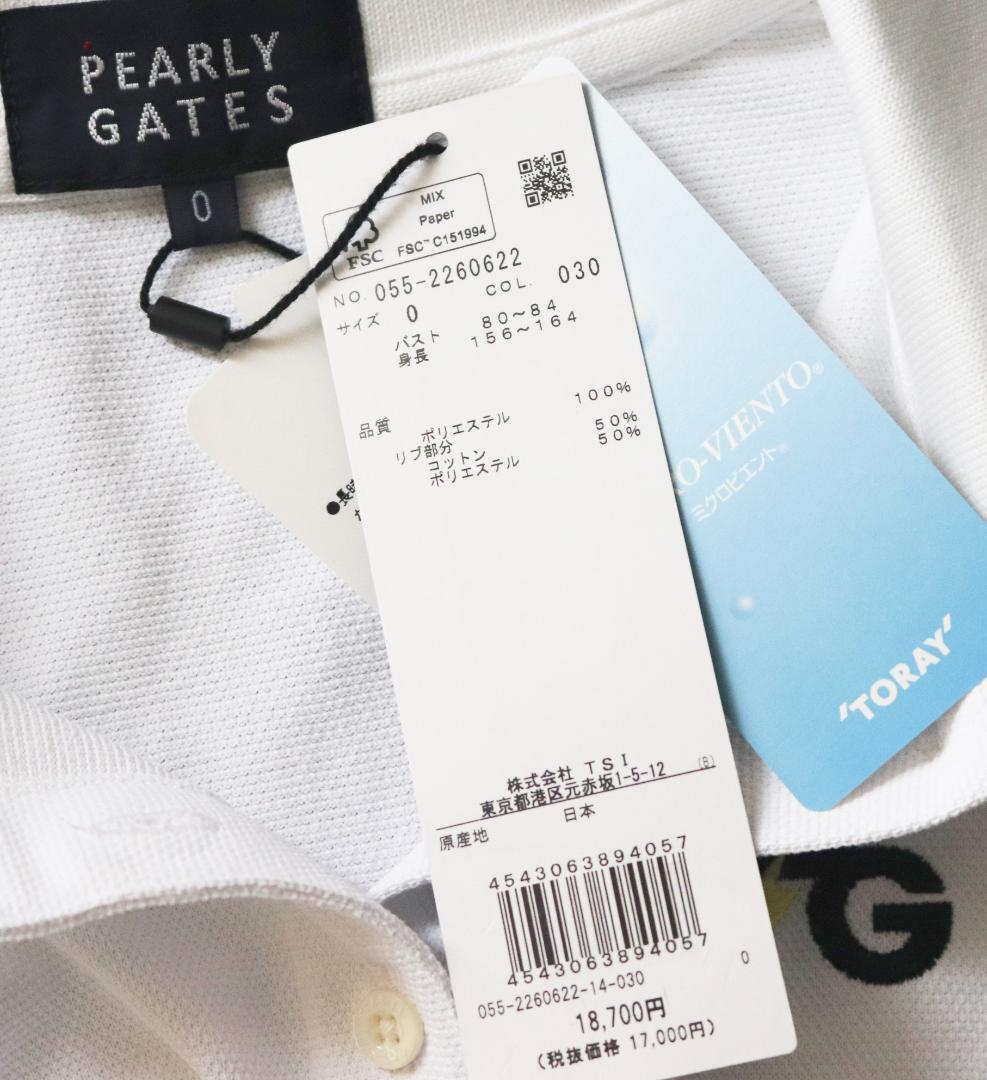 PEARLY
GATES
0
MIX
Paper
FSC
FSC™ C151994
NO. 055-2260622
COL. 030
サイズ 0
バスト 80～84
身長 156～164
品質
ポリエステル 100%
リブ部分
コットン 50%
ポリエステル 50%
株式会社 TSI
東京都港区元赤坂1-5-12 (B)
原産地 日本
4543063894057
4543063894057
055-2260622-14-030 0
18,700円
(税抜価格 17,000円)
O-VIENTO®
ミクロビエント®
'TORAY'
●長時
G